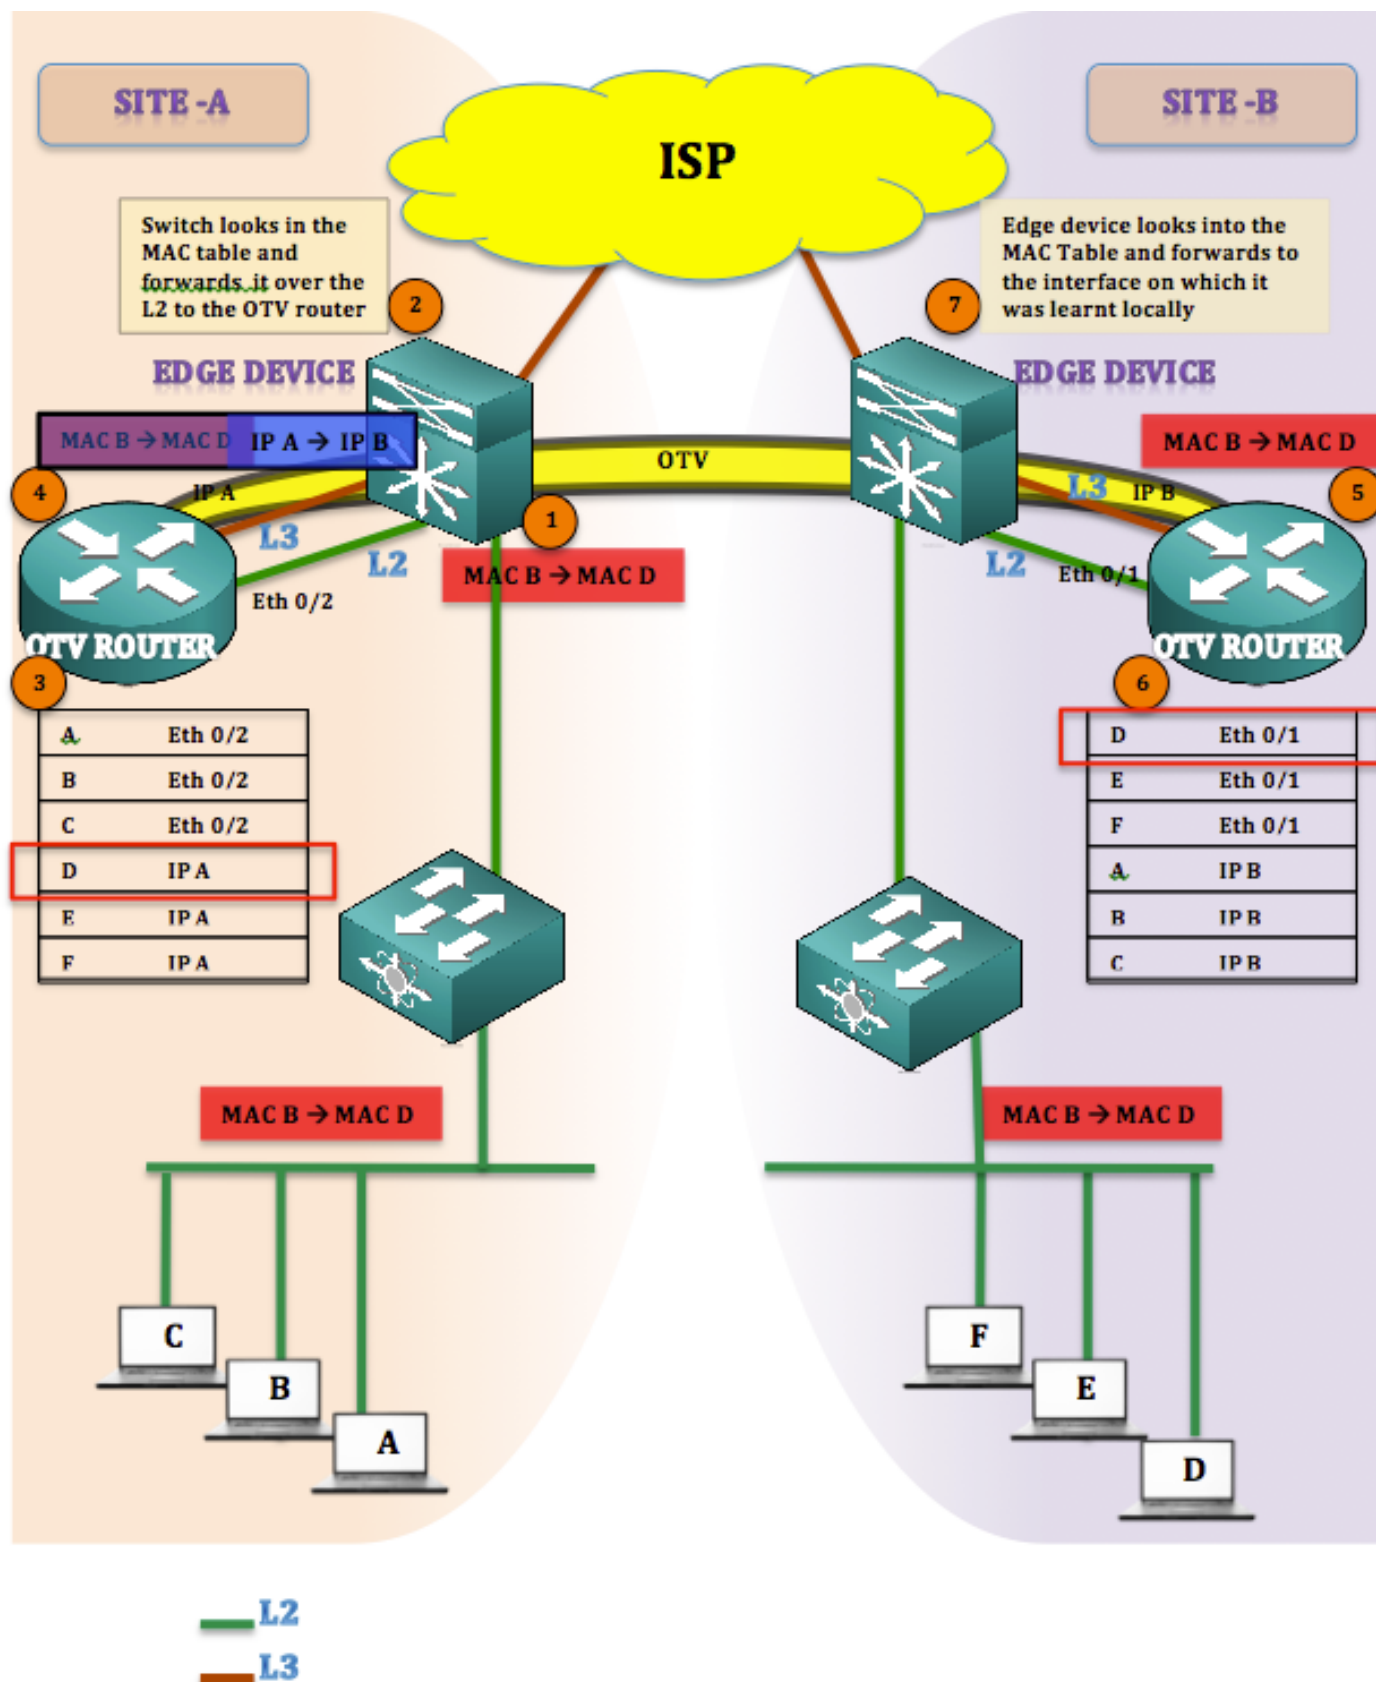 SITE -A
SITE -B
ISP
Switch looks in the
MAC table and
forwards it over the
L2 to the OTV router
2
7
Edge device looks into the
MAC Table and forwards to
the interface on which it
was learnt locally
EDGE DEVICE
EDGE DEVICE
MAC B → MAC D
IP A → IP B
OTV
MAC B → MAC D
4
IP A
L3
L2
Eth 0/2
1
MAC B → MAC D
L3
IP B
5
L2
Eth 0/1
OTV ROUTER
OTV ROUTER
3
A Eth 0/2
B Eth 0/2
C Eth 0/2
D IP A
E IP A
F IP A
6
D Eth 0/1
E Eth 0/1
F Eth 0/1
A IP B
B IP B
C IP B
MAC B → MAC D
MAC B → MAC D
C
B
A
F
E
D
L2
L3